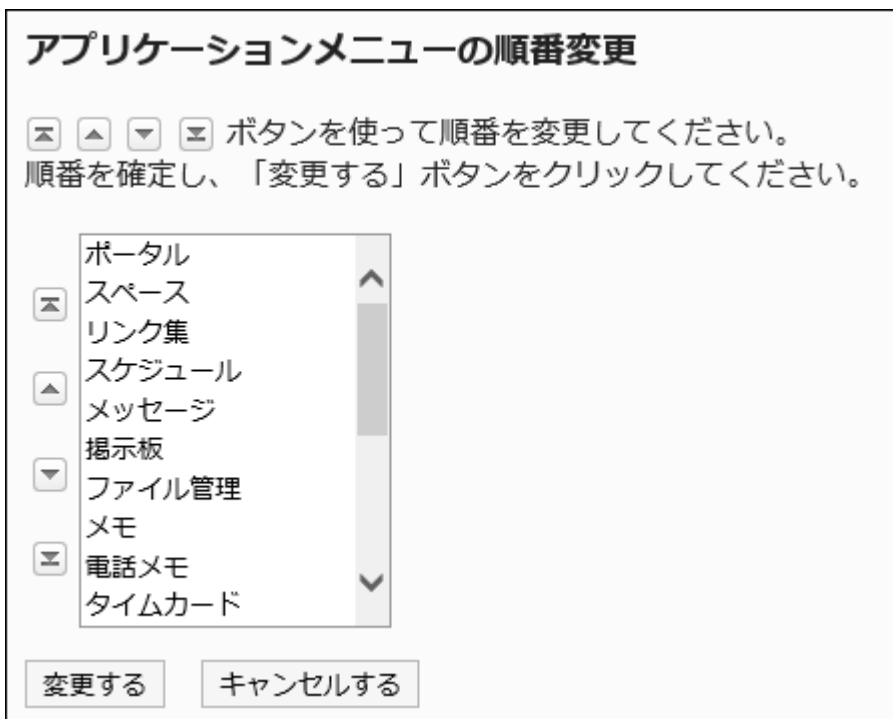 アプリケーションメニューの順番変更
ボタンを使って順番を変更してください。
順番を確定し、「変更する」ボタンをクリックしてください。
ポータル
スペース
リンク集
スケジュール
メッセージ
掲示板
ファイル管理
メモ
電話メモ
タイムカード
変更する
キャンセルする